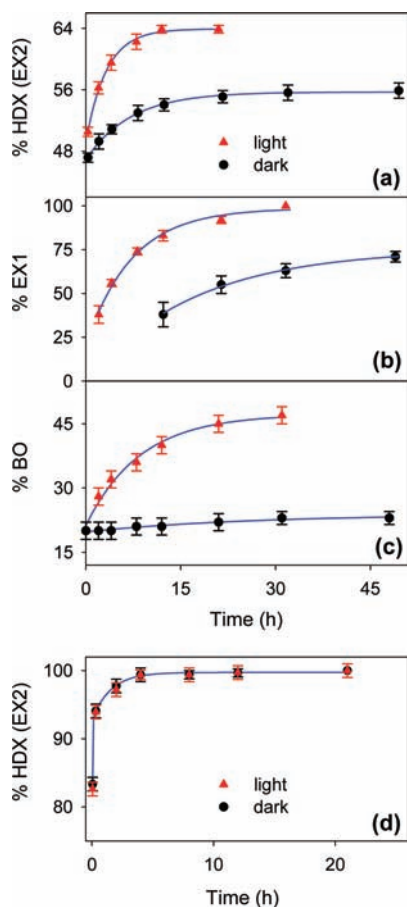 % HDX (EX2)
64
56
48
light
dark
(a)
% EX1
100
75
50
25
0
(b)
% BO
45
30
15
(c)
0 15 30 45
Time (h)
% HDX (EX2)
100
90
80
light
dark
(d)
0 10 20
Time (h)